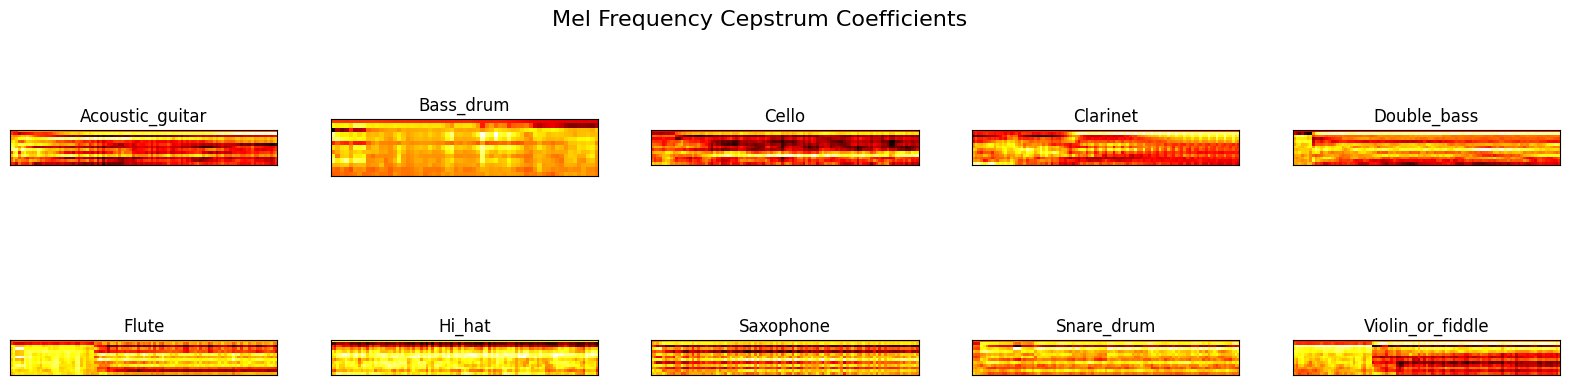 Mel Frequency Cepstrum Coefficients
Acoustic_guitar
Bass_drum
Cello
Clarinet
Double_bass
Flute
Hi_hat
Saxophone
Snare_drum
Violin_or_fiddle